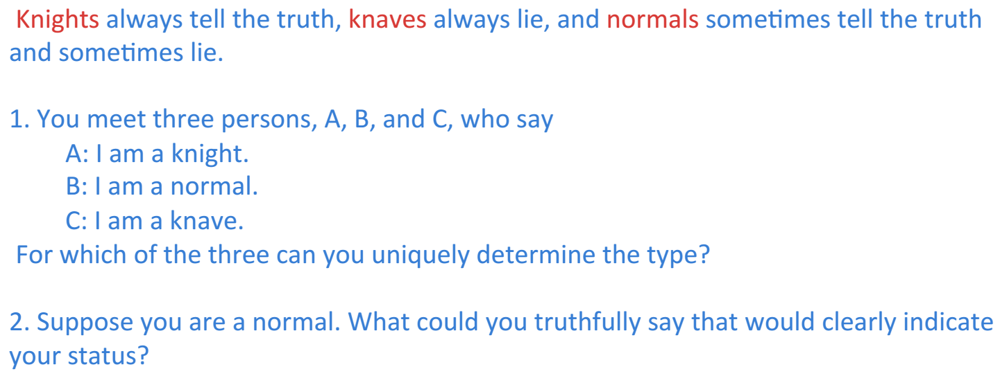 Knights always tell the truth, knaves always lie, and normals sometimes tell the truth
and sometimes lie.
1. You meet three persons, A, B, and C, who say
A: I am a knight.
B: I am a normal.
C: I am a knave.
For which of the three can you uniquely determine the type?
2. Suppose you are a normal. What could you truthfully say that would clearly indicate
your status?